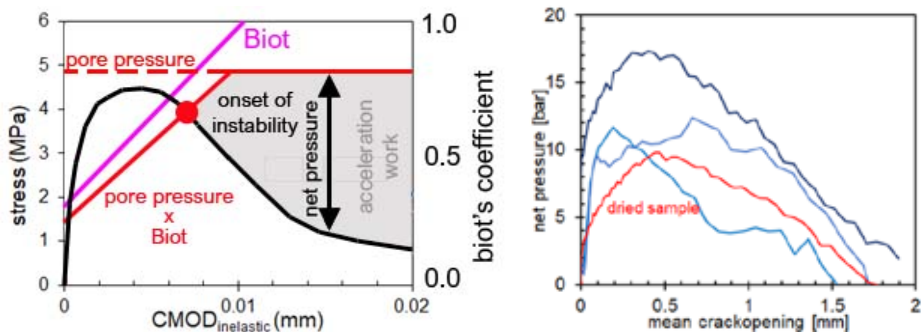 6
5
4
3
2
1
0
stress (MPa)
Biot
pore pressure
onset of
instability
net pressure
acceleration
work
pore pressure
x
Biot
0
0.01
0.02
CMOD inelastic (mm)
1.0
0.5
0.0
biot's coefficient
20
15
10
5
0
net pressure [bar]
dried sample
0
0.5
1
1.5
2
mean crackopening [mm]